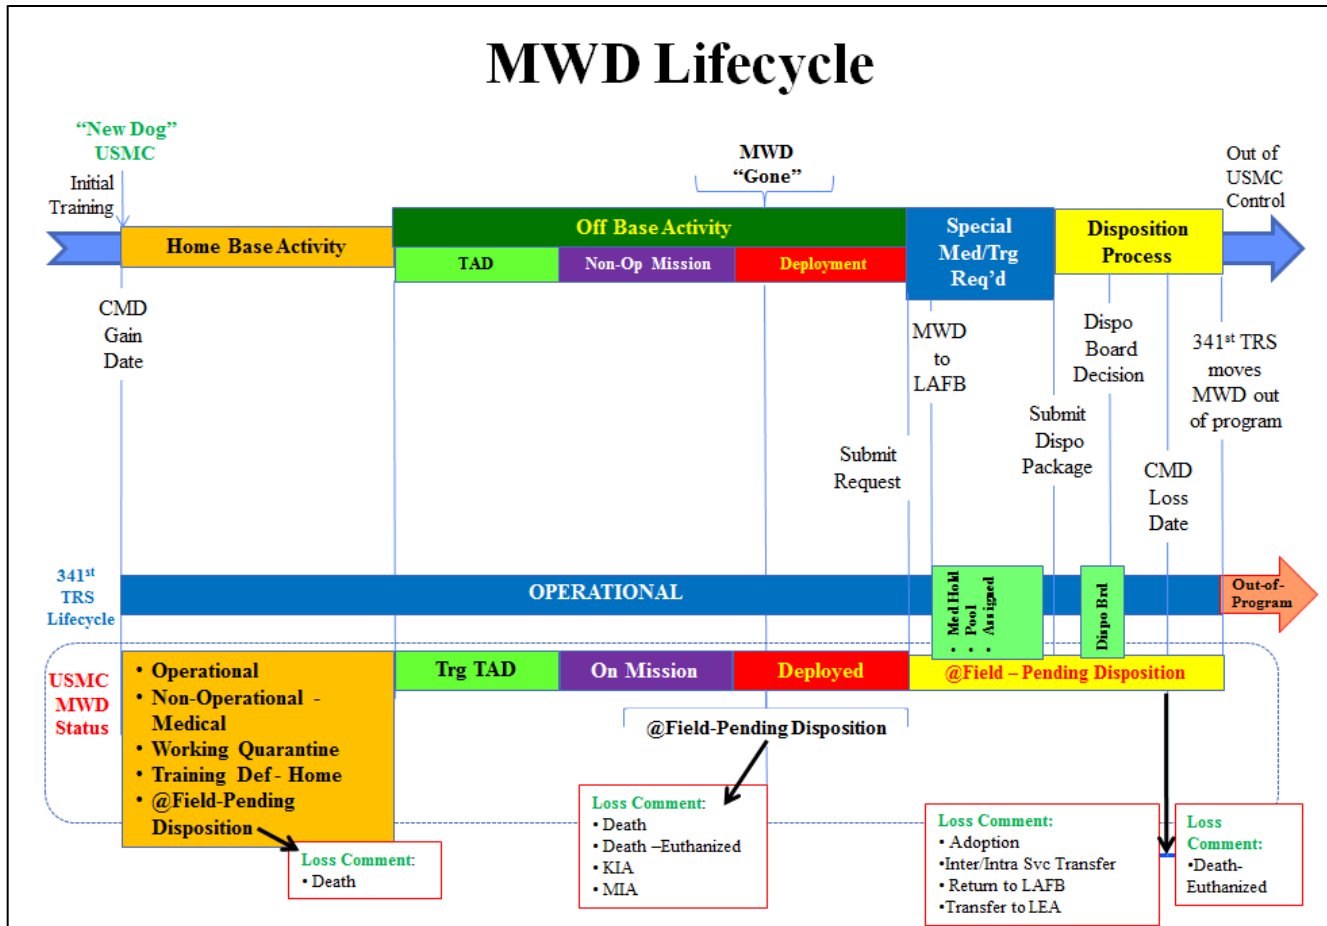 MWD Lifecycle
“New Dog”
USMC
Initial
Training
MWD
“Gone”
Out of
USMC
Control
Home Base Activity
Off Base Activity
TAD
Non-Op Mission
Deployment
Special
Med/Trg
Req’d
Disposition
Process
CMD
Gain
Date
MWD
to
LAFB
Dispo
Board
Decision
341st TRS
moves
MWD out
of program
Submit
Request
Submit
Dispo
Package
CMD
Loss
Date
341st
TRS
Lifecycle
OPERATIONAL
• Med Hold
• Pool
• Assigned
Dispo Brd
Out-of-
Program
USMC
MWD
Status
• Operational
• Non-Operational -
Medical
• Working Quarantine
• Training Def - Home
• @Field-Pending
Disposition
Trg TAD
On Mission
Deployed
@Field – Pending Disposition
@Field-Pending Disposition
Loss Comment:
• Death
Loss Comment:
• Death
• Death –Euthanized
• KIA
• MIA
Loss Comment:
• Adoption
•Inter/Intra Svc Transfer
• Return to LAFB
•Transfer to LEA
Loss
Comment:
•Death-
Euthanized